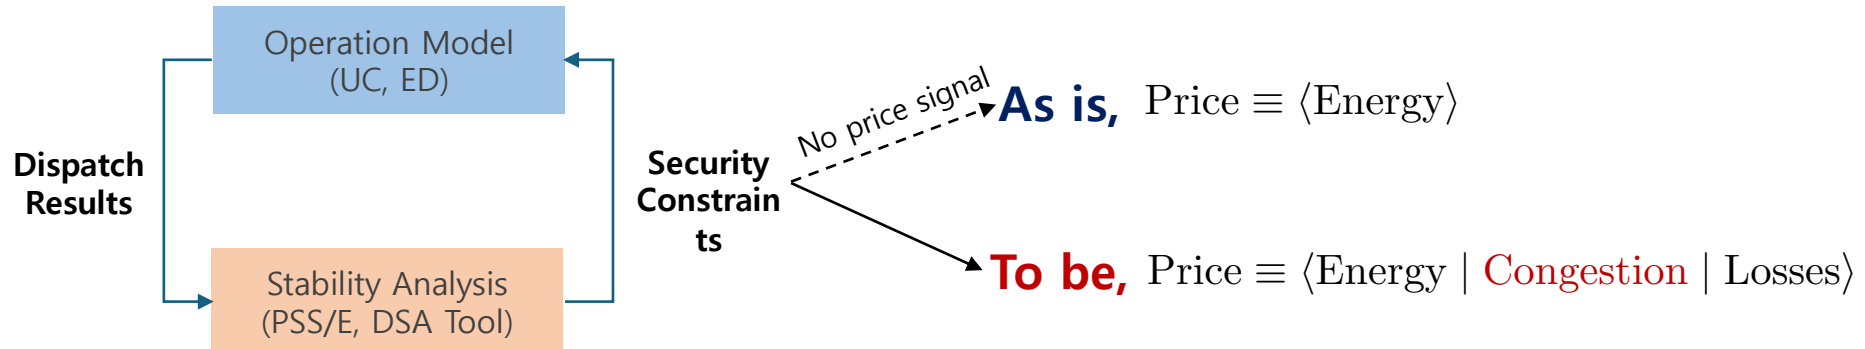 Operation Model
(UC, ED)
Dispatch
Results
Security
Constrain
ts
Stability Analysis
(PSS/E, DSA Tool)
No price signal
As is, Price ≡ ⟨Energy⟩
To be, Price ≡ ⟨Energy | Congestion | Losses⟩